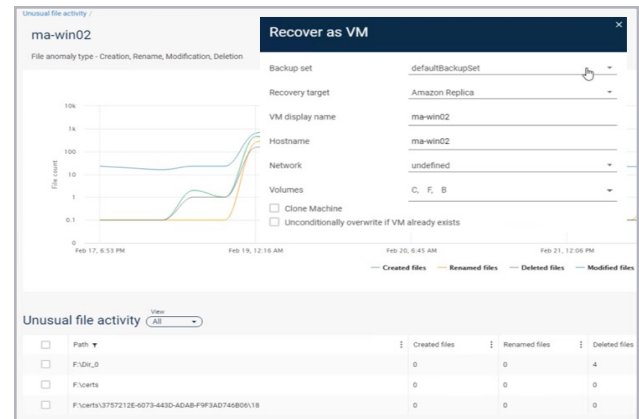 Unusual file activity /
ma-win02
File anomaly type - Creation, Rename, Modification, Deletion
Recover as VM
×
Backup set defaultBackupSet
Recovery target Amazon Replica
VM display name ma-win02
Hostname ma-win02
Network undefined
Volumes C, F, B
Clone Machine
Unconditionally overwrite if VM already exists
File count
10k
1k
100
10
1
0.1
0
Feb 17, 6:53 PM Feb 19, 12:16 AM Feb 20, 6:45 AM Feb 21, 12:06 PM
Created files Renamed files Deleted files Modified files
Unusual file activity View All
Path Created files Renamed files Deleted files
F:\Dir_0 0 0 4
F:\certs 0 0 0
F:\certs\3757212E-6073-443D-ADAB-F9F3AD746B06\18 0 0 0